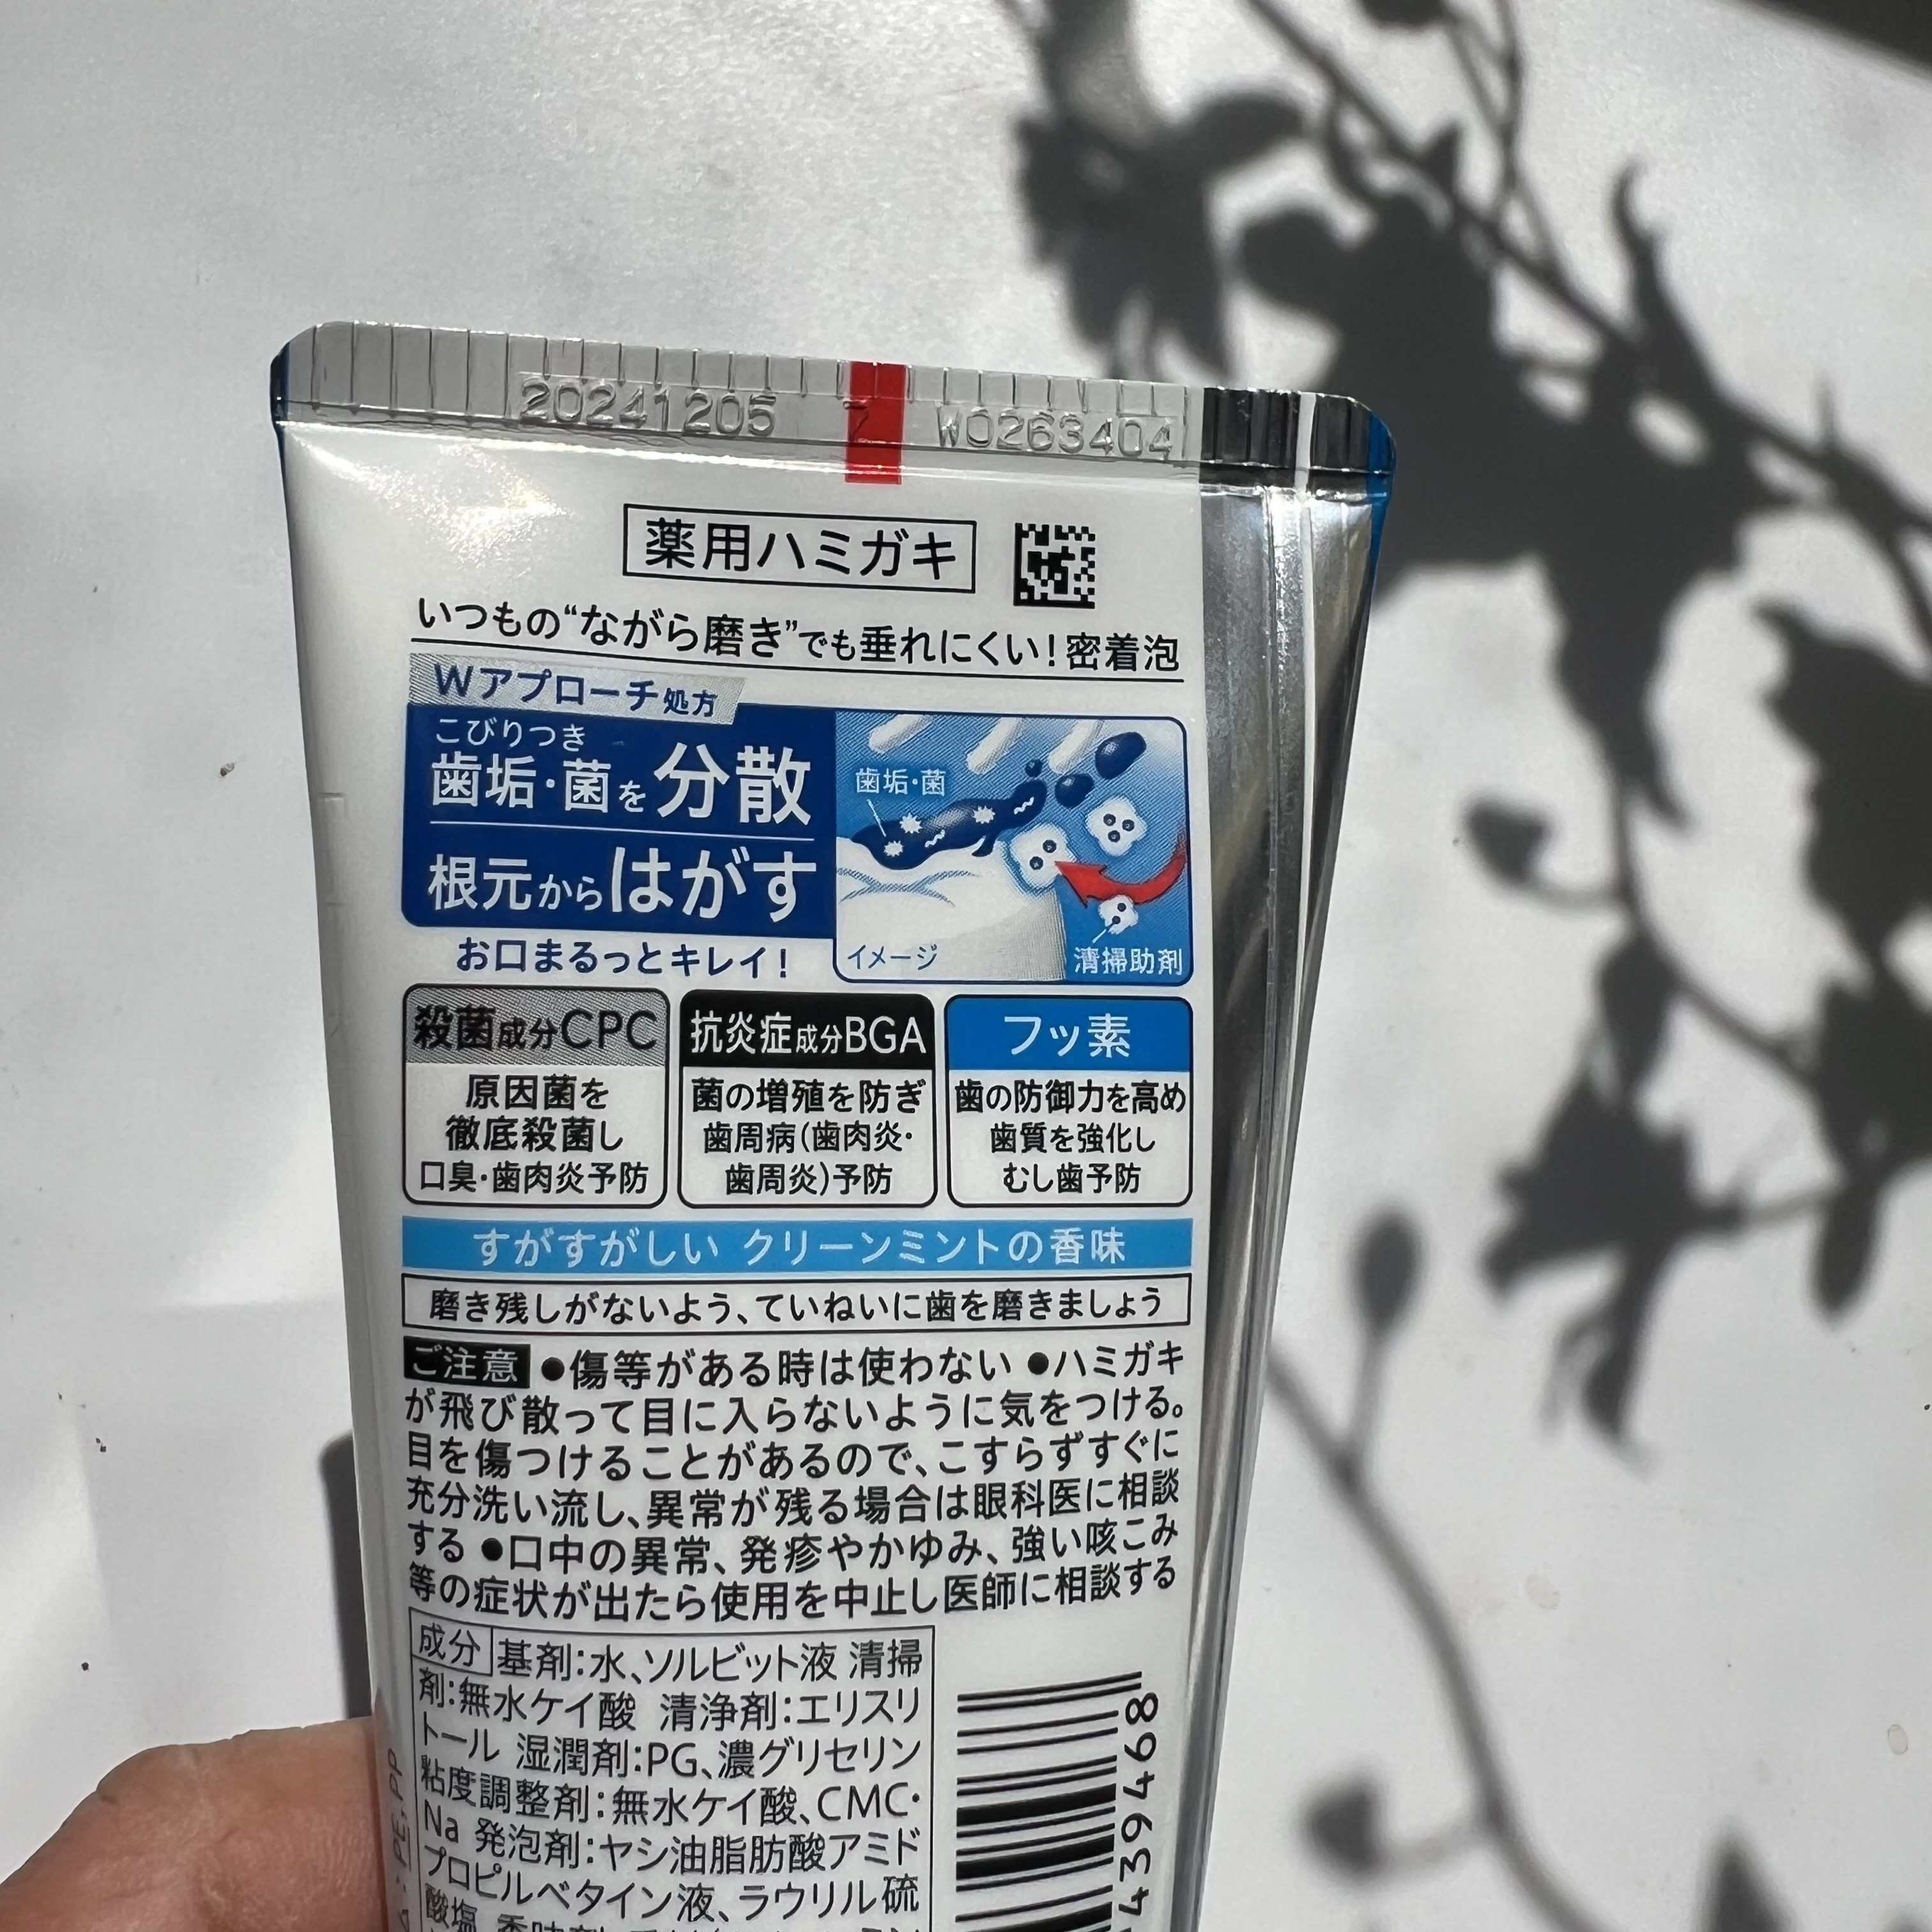 20241205 7 W0263404
薬用ハミガキ
いつもの“ながら磨き”でも垂れにくい!密着泡
Wアプローチ処方
こびりつき
歯垢・菌を分散
根元からはがす
歯垢・菌
イメージ
清掃助剤
お口まるっとキレイ!
殺菌成分CPC
原因菌を
徹底殺菌し
口臭・歯肉炎予防
抗炎症成分BGA
菌の増殖を防ぎ
歯周病(歯肉炎・
歯周炎)予防
フッ素
歯の防御力を高め
歯質を強化し
むし歯予防
すがすがしい クリーンミントの香味
磨き残しがないよう、ていねいに歯を磨きましょう
ご注意 ●傷等がある時は使わない ●ハミガキ
が飛び散って目に入らないように気をつける。
目を傷つけることがあるので、こすらずすぐに
充分洗い流し、異常が残る場合は眼科医に相談
する ●口中の異常、発疹やかゆみ、強い咳こみ
等の症状が出たら使用を中止し医師に相談する
成分 基剤:水、ソルビット液 清掃
剤:無水ケイ酸 清浄剤:エリスリ
トール 湿潤剤:PG、濃グリセリン
粘度調整剤:無水ケイ酸、CMC・
Na 発泡剤:ヤシ油脂肪酸アミド
プロピルベタイン液、ラウリル硫
酸塩
: PE, PP
439468